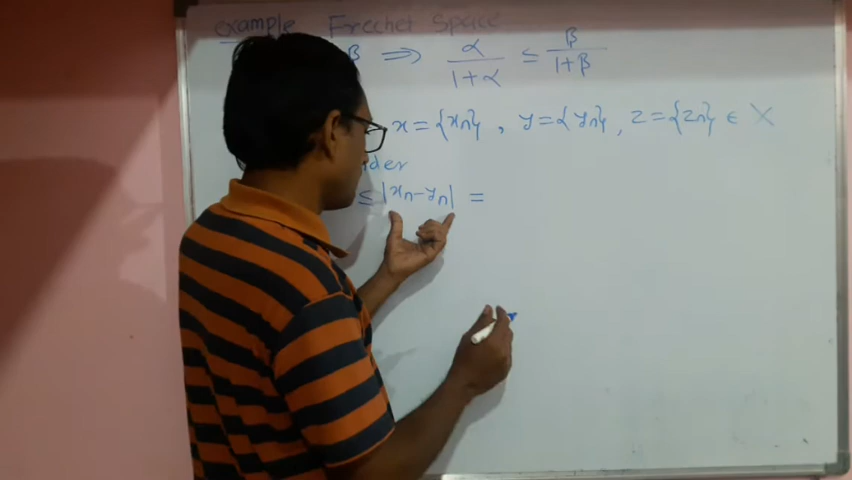 example Frechet Space
β ⟹ α/(1+α) ≤ β/(1+β)
x = {xn}, y = {yn}, z = {zn} ∈ X
der
≤ |xn-yn| =